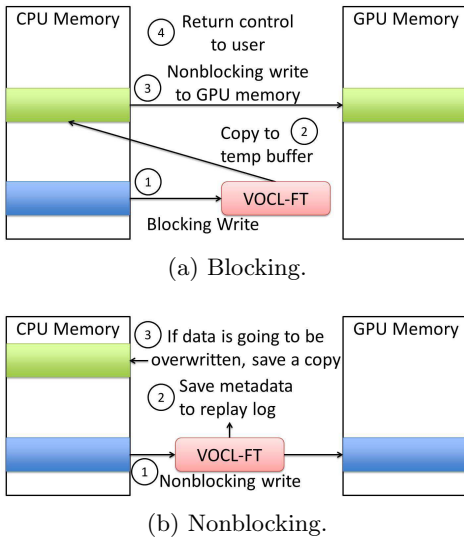 CPU Memory
GPU Memory
4 Return control
to user
3 Nonblocking write
to GPU memory
Copy to 2
temp buffer
1
VOCL-FT
Blocking Write
(a) Blocking.
CPU Memory
GPU Memory
3 If data is going to be
overwritten, save a copy
2 Save metadata
to replay log
VOCL-FT
1 Nonblocking write
(b) Nonblocking.